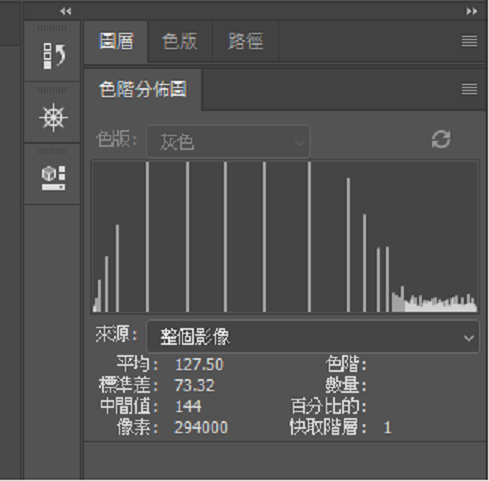 圖層 色版 路徑
色階分佈圖
色版: 灰色
來源: 整個影像
平均: 127.50 色階:
標準差: 73.32 數量:
中間值: 144 百分比的:
像素: 294000 快取階層: 1